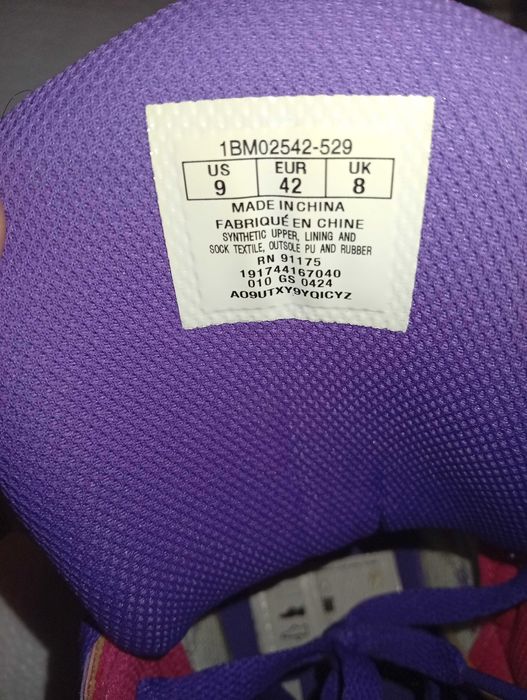 1BM02542-529
US EUR UK
9 42 8
MADE IN CHINA
FABRIQUÉ EN CHINE
SYNTHETIC UPPER, LINING AND
SOCK TEXTILE, OUTSOLE PU AND RUBBER
RN 91175
191744167040
010 GS 0424
AO9UTXY9YQICYZ